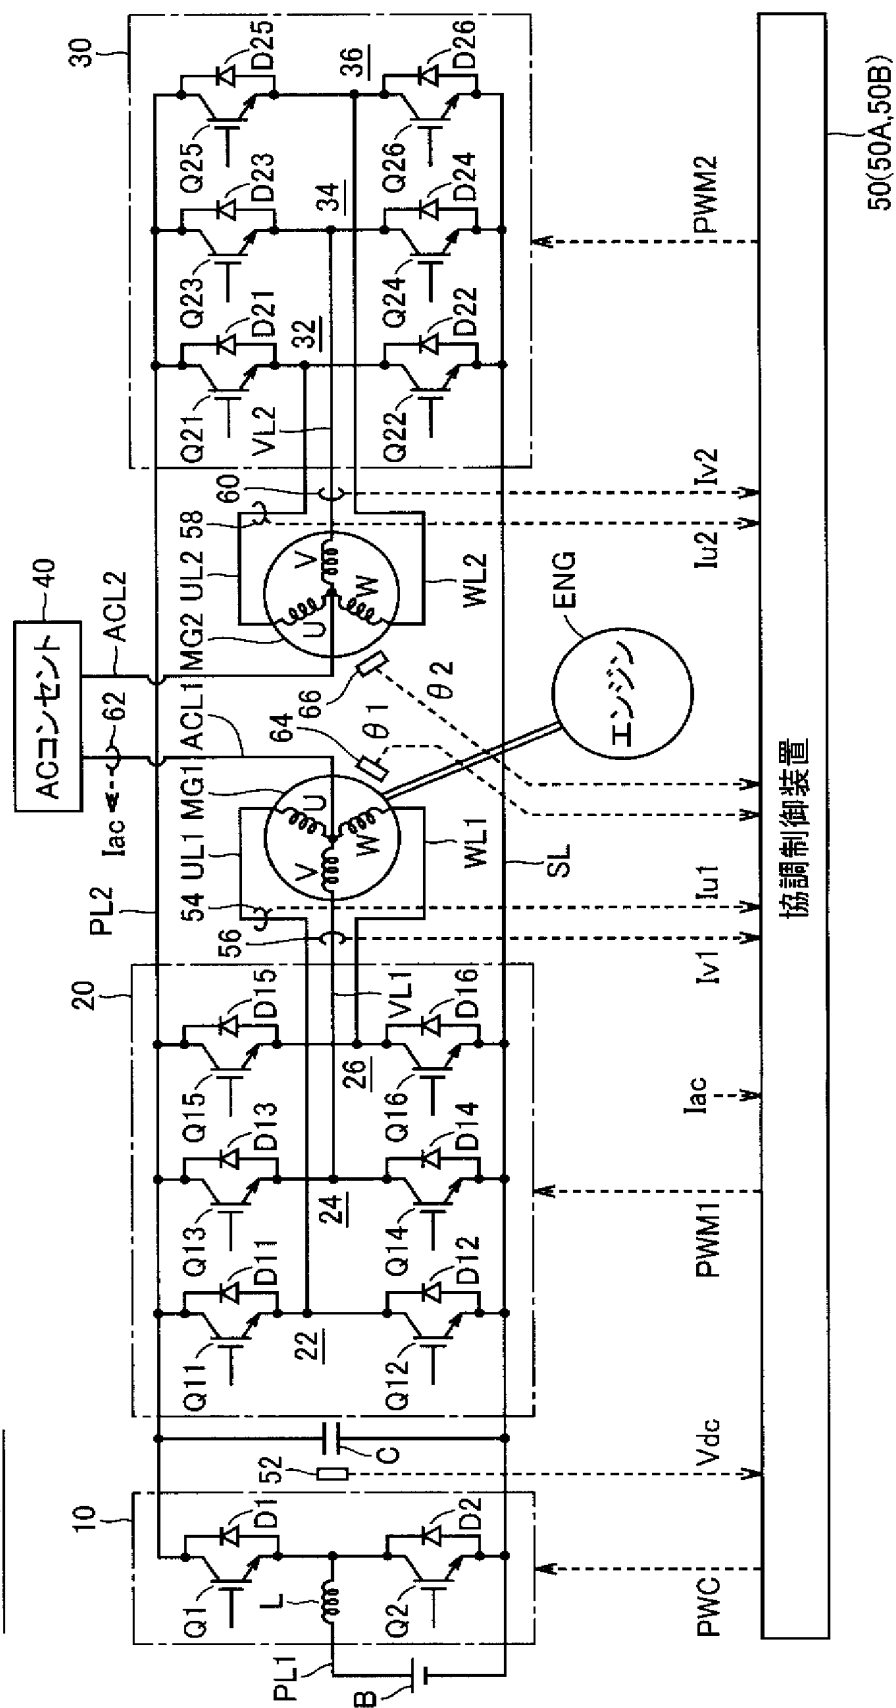 10
Q1
D1
L
Q2
D2
PL1
B
PWC
52
C
Vdc
20
Q11
D11
Q13
D13
Q15
D15
22
24
26
Q12
D12
Q14
D14
Q16
D16
VL1
PWM1
Iac
PL2
54
56
UL1
MG1
U
V
W
WL1
SL
Iv1
Iu1
ACコンセント
40
Iac
62
ACL1
ACL2
64
66
θ1
θ2
MG2
UL2
58
60
U
V
W
WL2
ENG
エンジン
Iu2
Iv2
30
Q21
D21
Q23
D23
Q25
D25
VL2
32
34
36
Q22
D22
Q24
D24
Q26
D26
PWM2
協調制御装置
50(50A,50B)